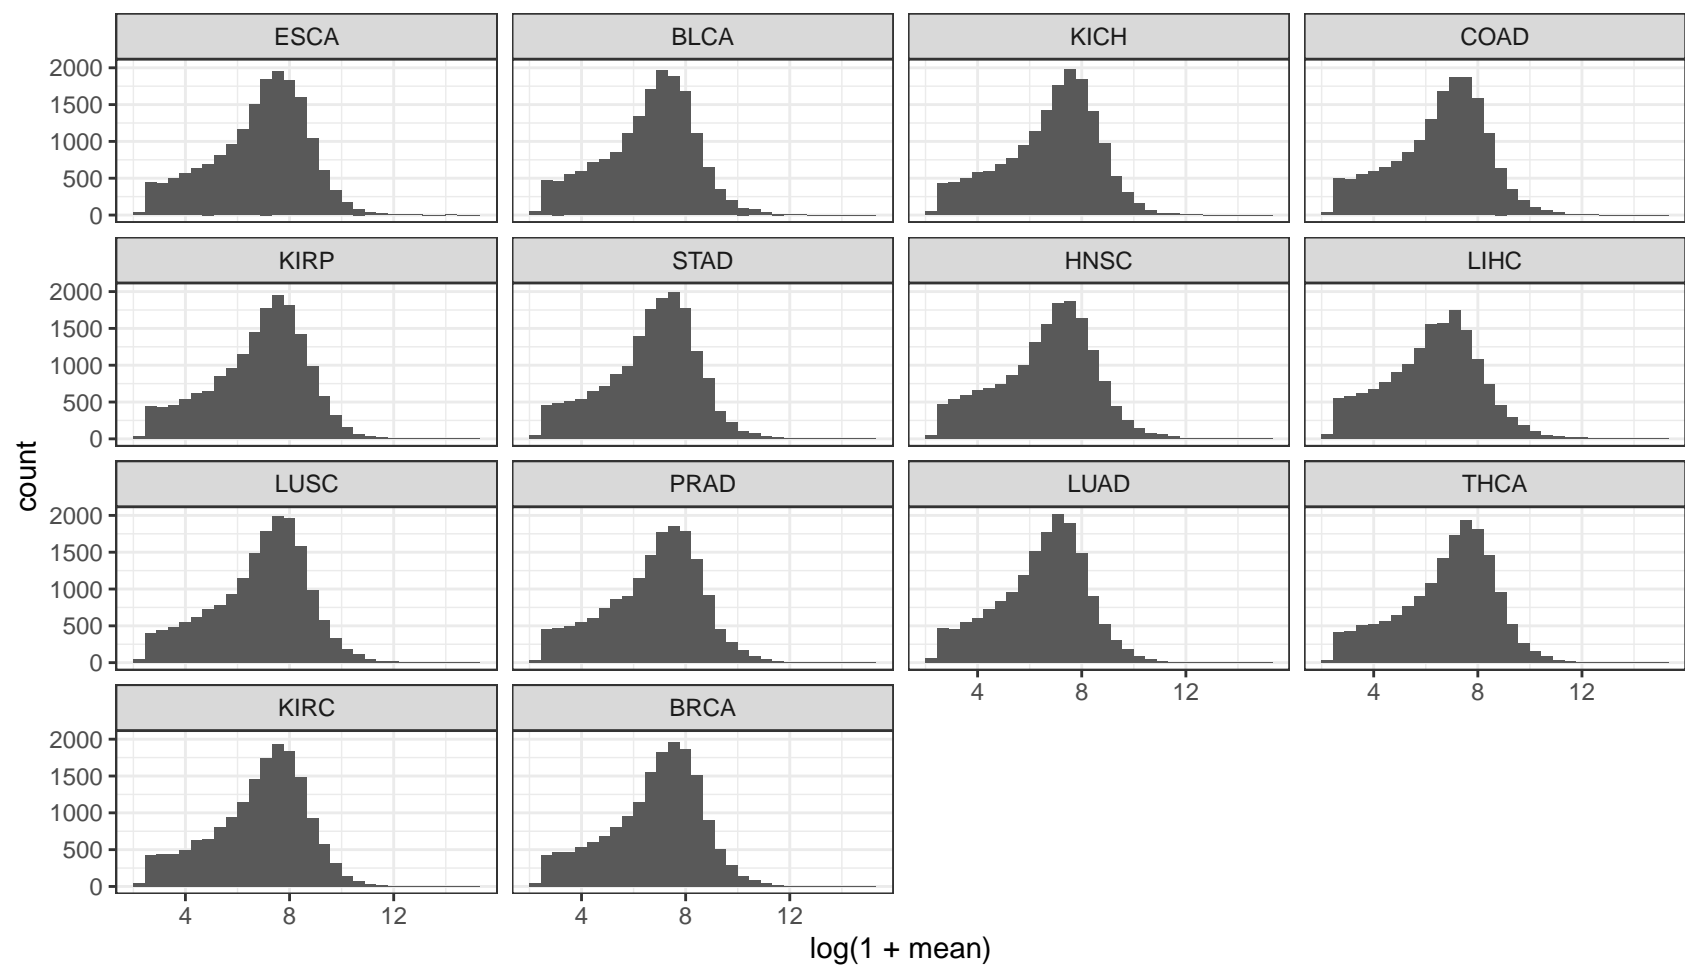 ESCA BLCA KICH COAD
2000
1500
1000
500
0
KIRP STAD HNSC LIHC
2000
1500
1000
500
0
count
LUSC PRAD LUAD THCA
2000
1500
1000
500
0
4 8 12 4 8 12
KIRC BRCA
2000
1500
1000
500
0
4 8 12 4 8 12
log(1 + mean)